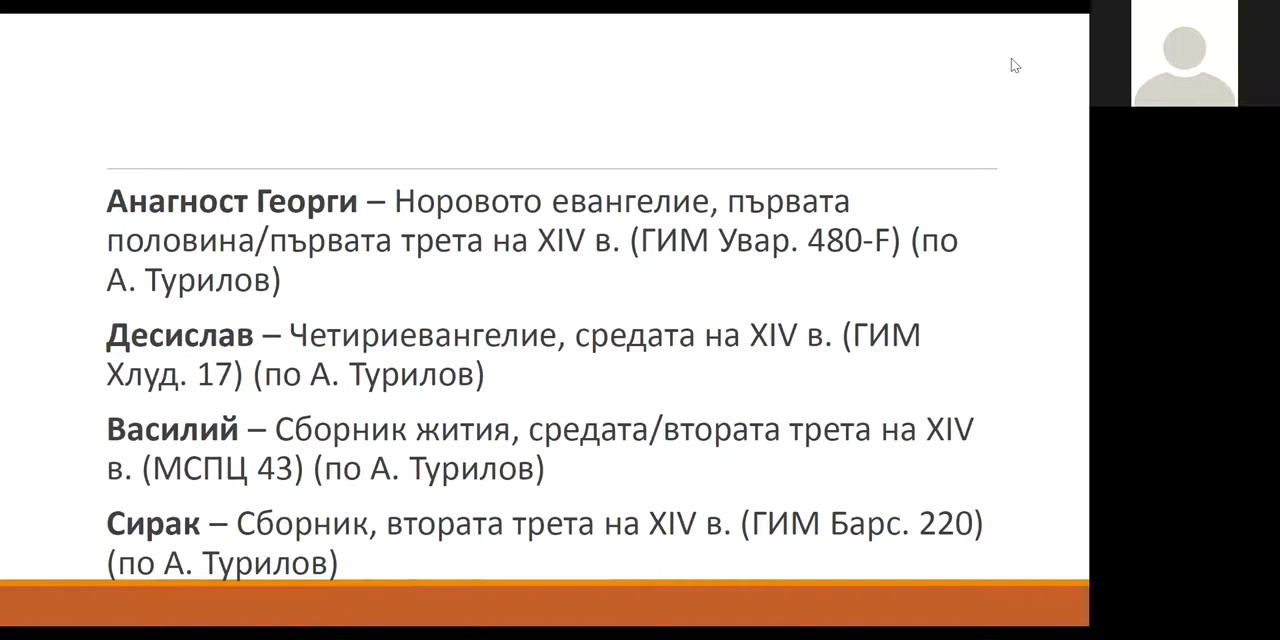 Анагност Георги – Норовото евангелие, първата
половина/първата трета на XIV в. (ГИМ Увар. 480-F) (по
А. Турилов)
Десислав – Четириевангелие, средата на XIV в. (ГИМ
Хлуд. 17) (по А. Турилов)
Василий – Сборник жития, средата/втората трета на XIV
в. (МСПЦ 43) (по А. Турилов)
Сирак – Сборник, втората трета на XIV в. (ГИМ Барс. 220)
(по А. Турилов)